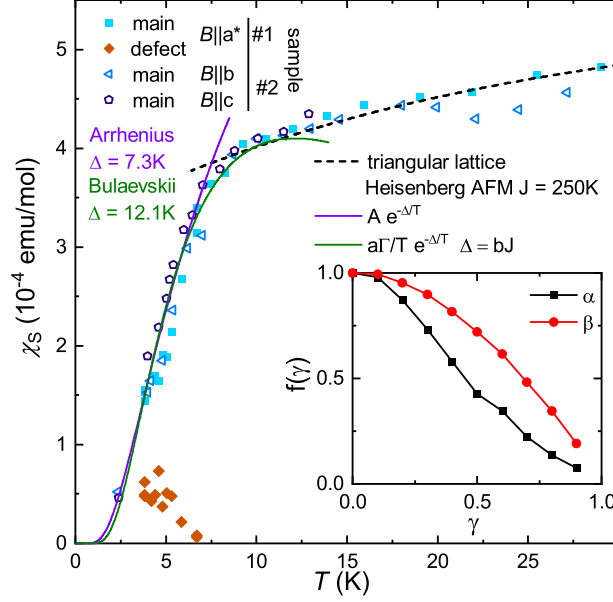 main B||a* #1
defect
main B||b
main B||c #2
sample
Arrhenius
Δ = 7.3K
Bulaevskii
Δ = 12.1K
triangular lattice
Heisenberg AFM J = 250K
A e^-Δ/T
aΓ/T e^-Δ/T Δ = bJ
χS (10^-4 emu/mol)
5
4
3
2
1
0
0 5 10 15 20 25
T (K)
α
β
f(γ)
1.0
0.5
0.0
0.0 0.5 1.0
γ